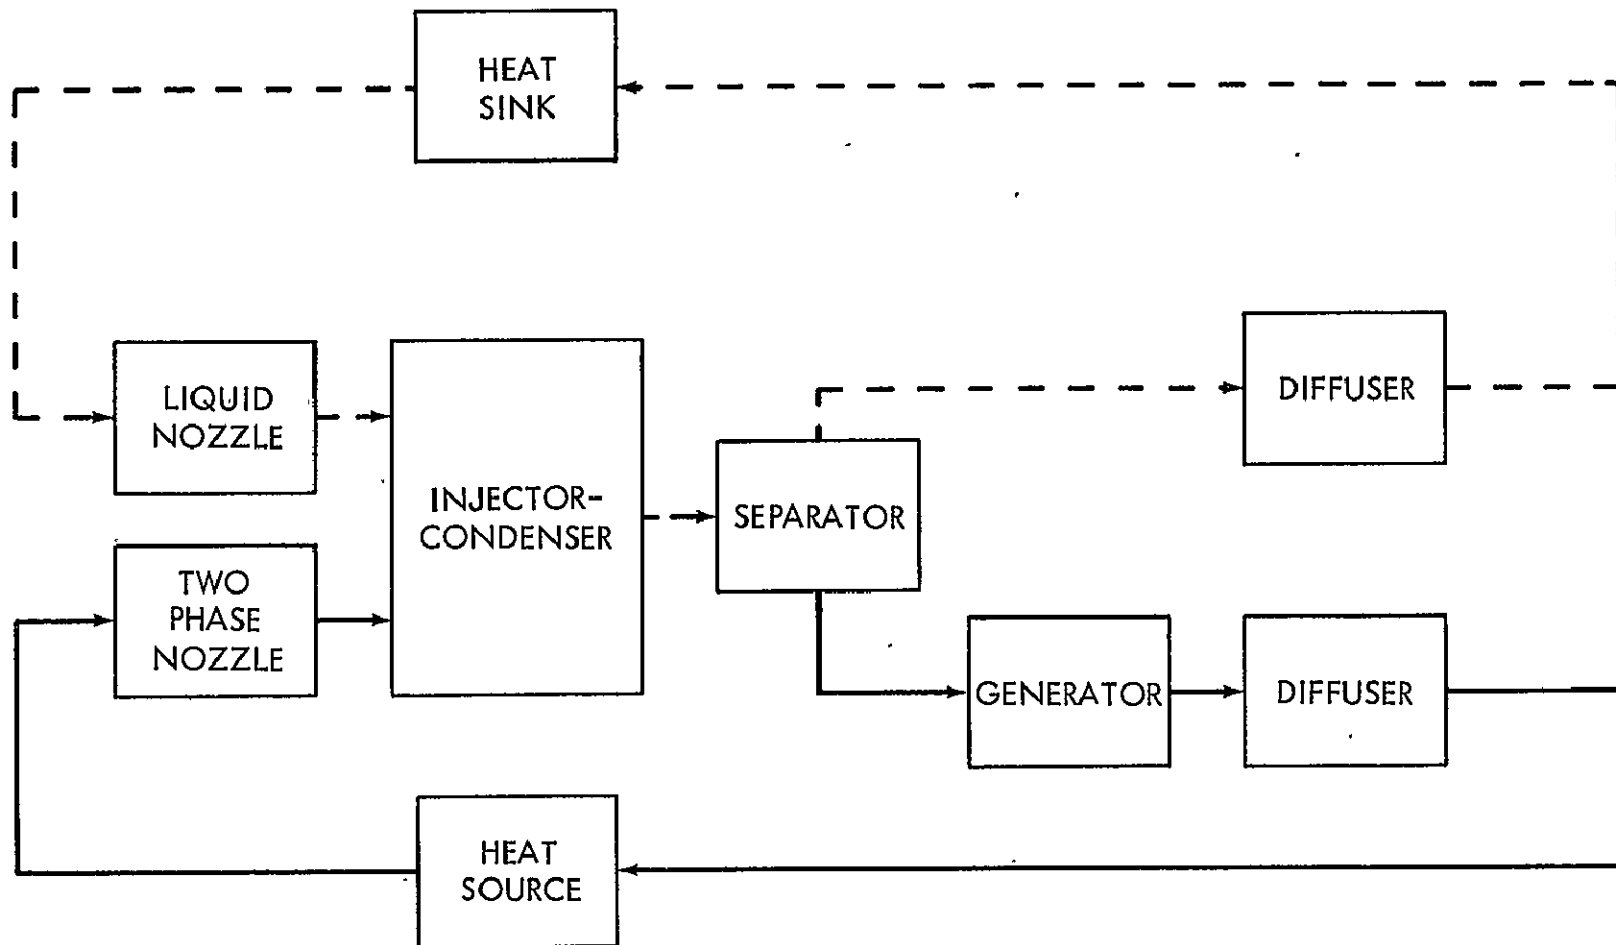 HEAT
SINK
LIQUID
NOZZLE
DIFFUSER
INJECTOR-
CONDENSER
SEPARATOR
TWO
PHASE
NOZZLE
GENERATOR
DIFFUSER
HEAT
SOURCE